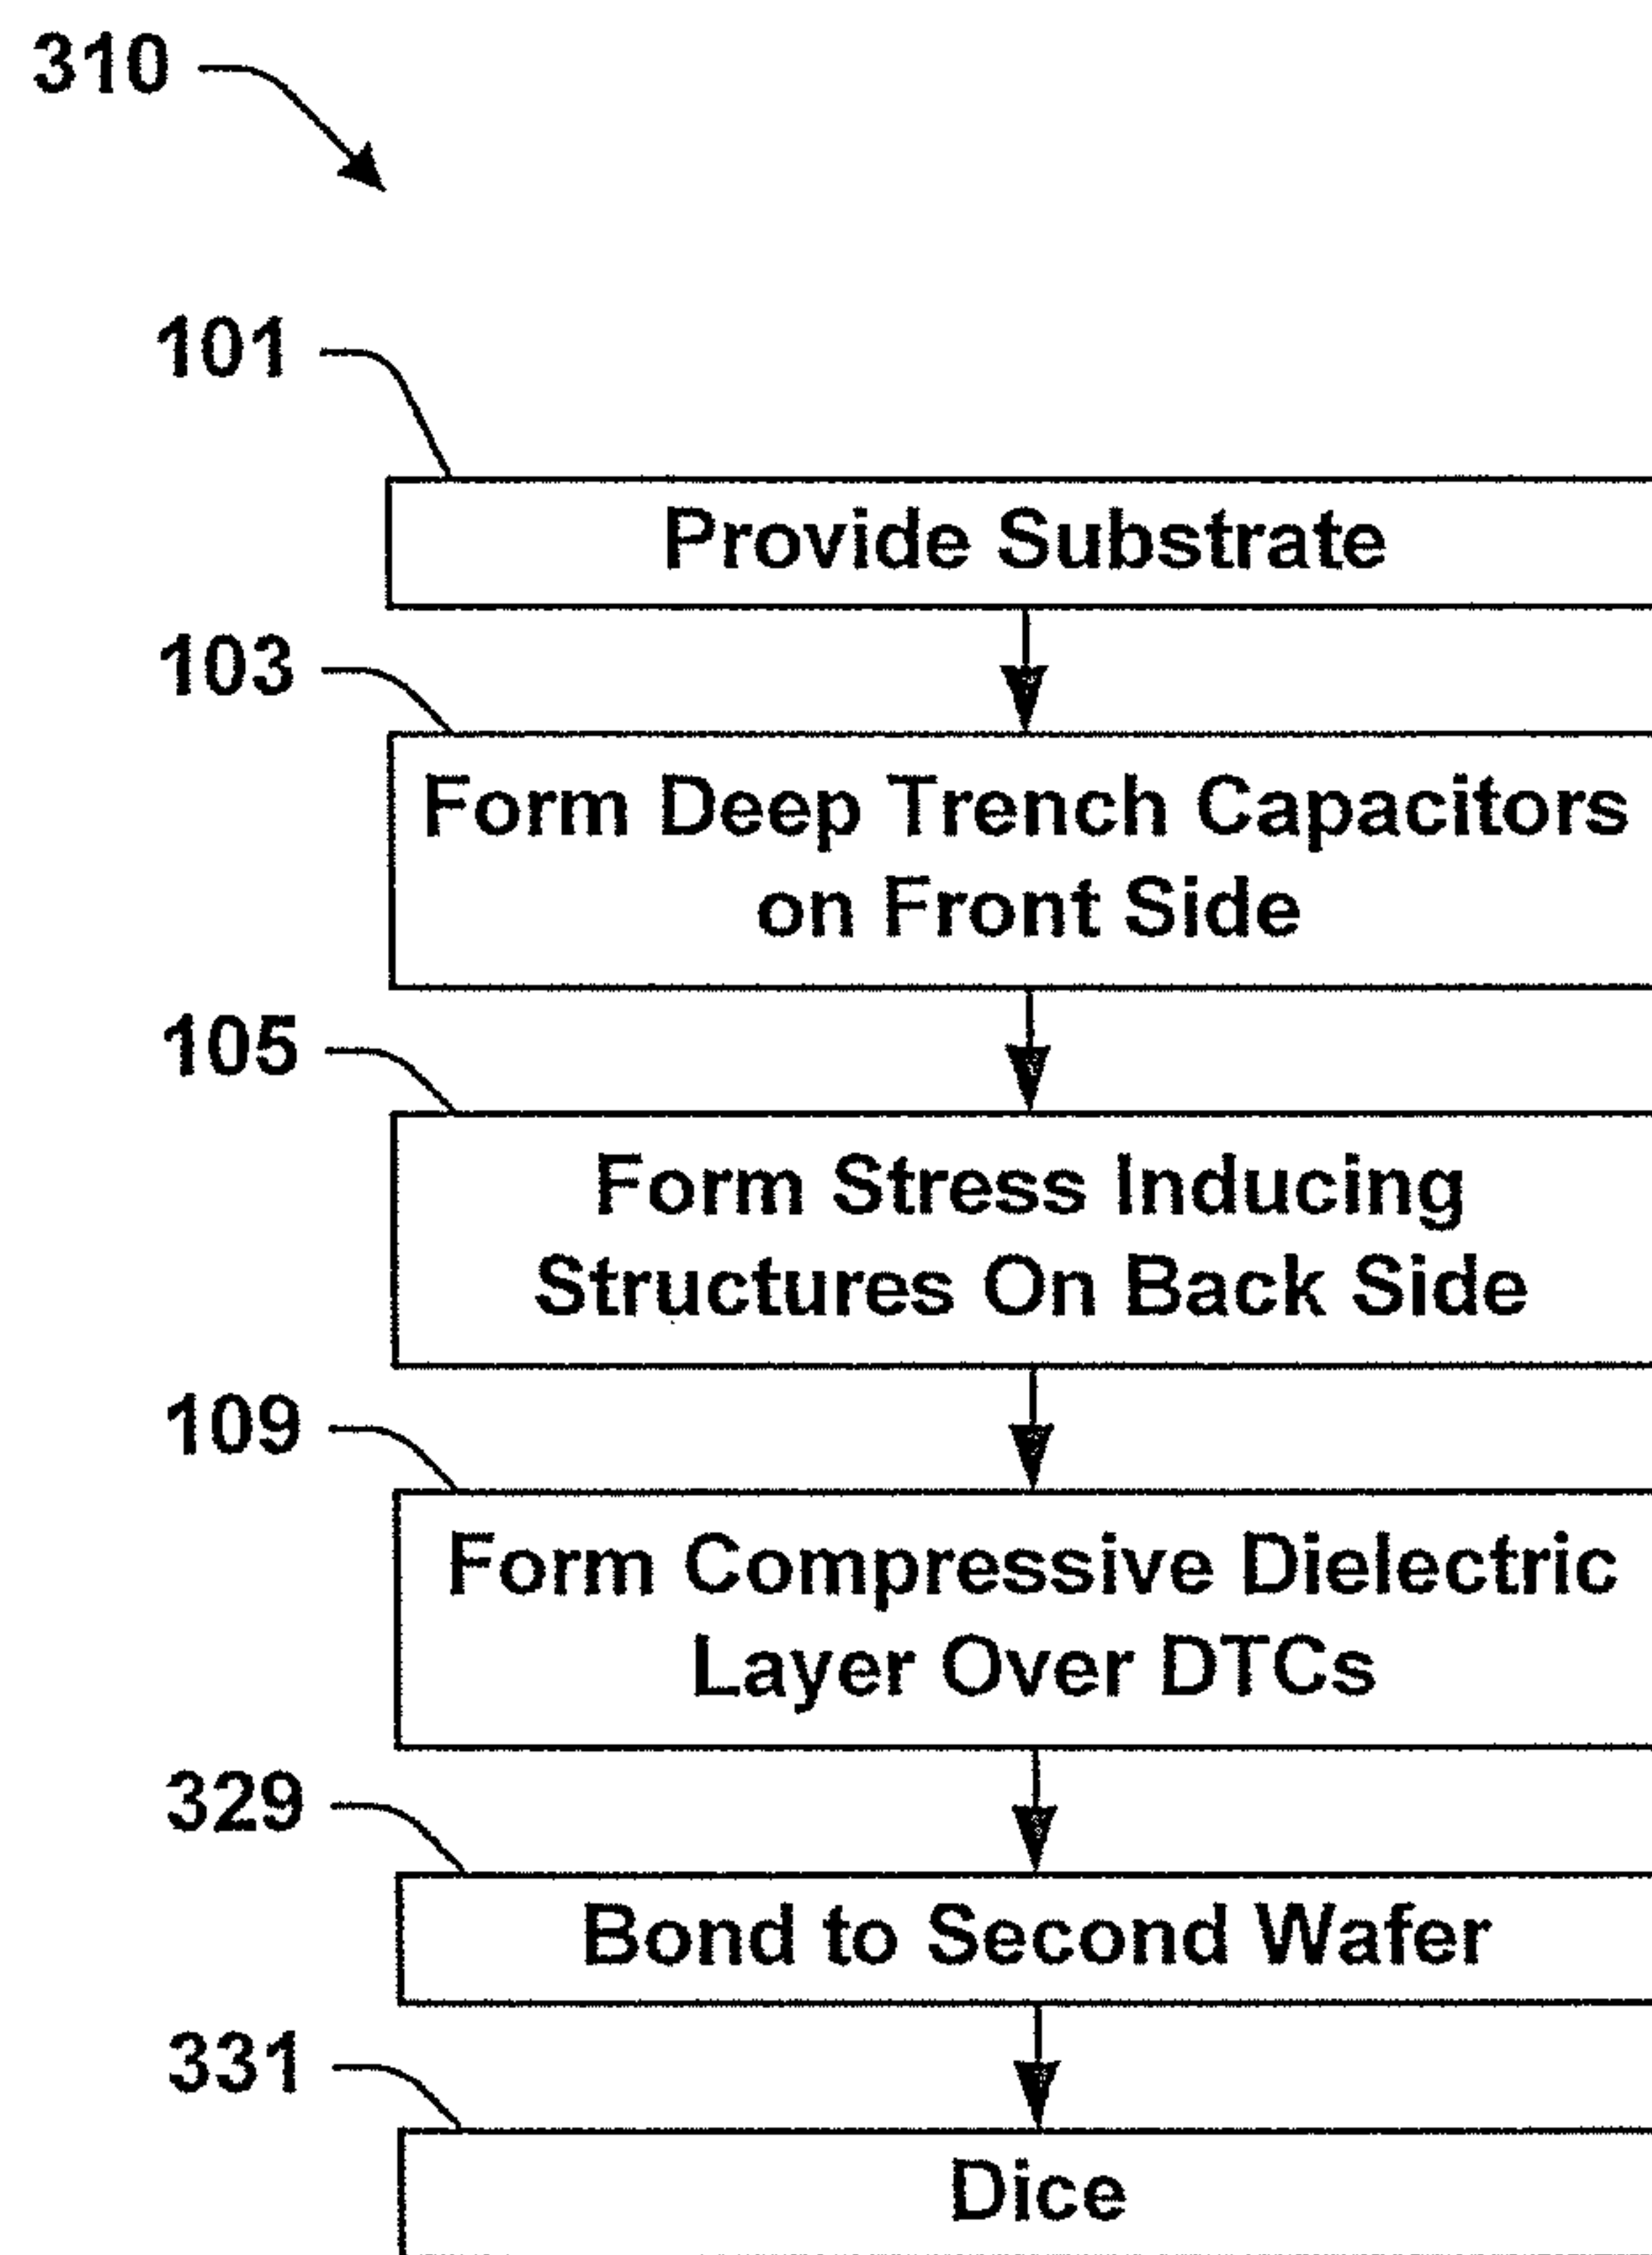 310
101
Provide Substrate
103
Form Deep Trench Capacitors
on Front Side
105
Form Stress Inducing
Structures On Back Side
109
Form Compressive Dielectric
Layer Over DTCs
329
Bond to Second Wafer
331
Dice